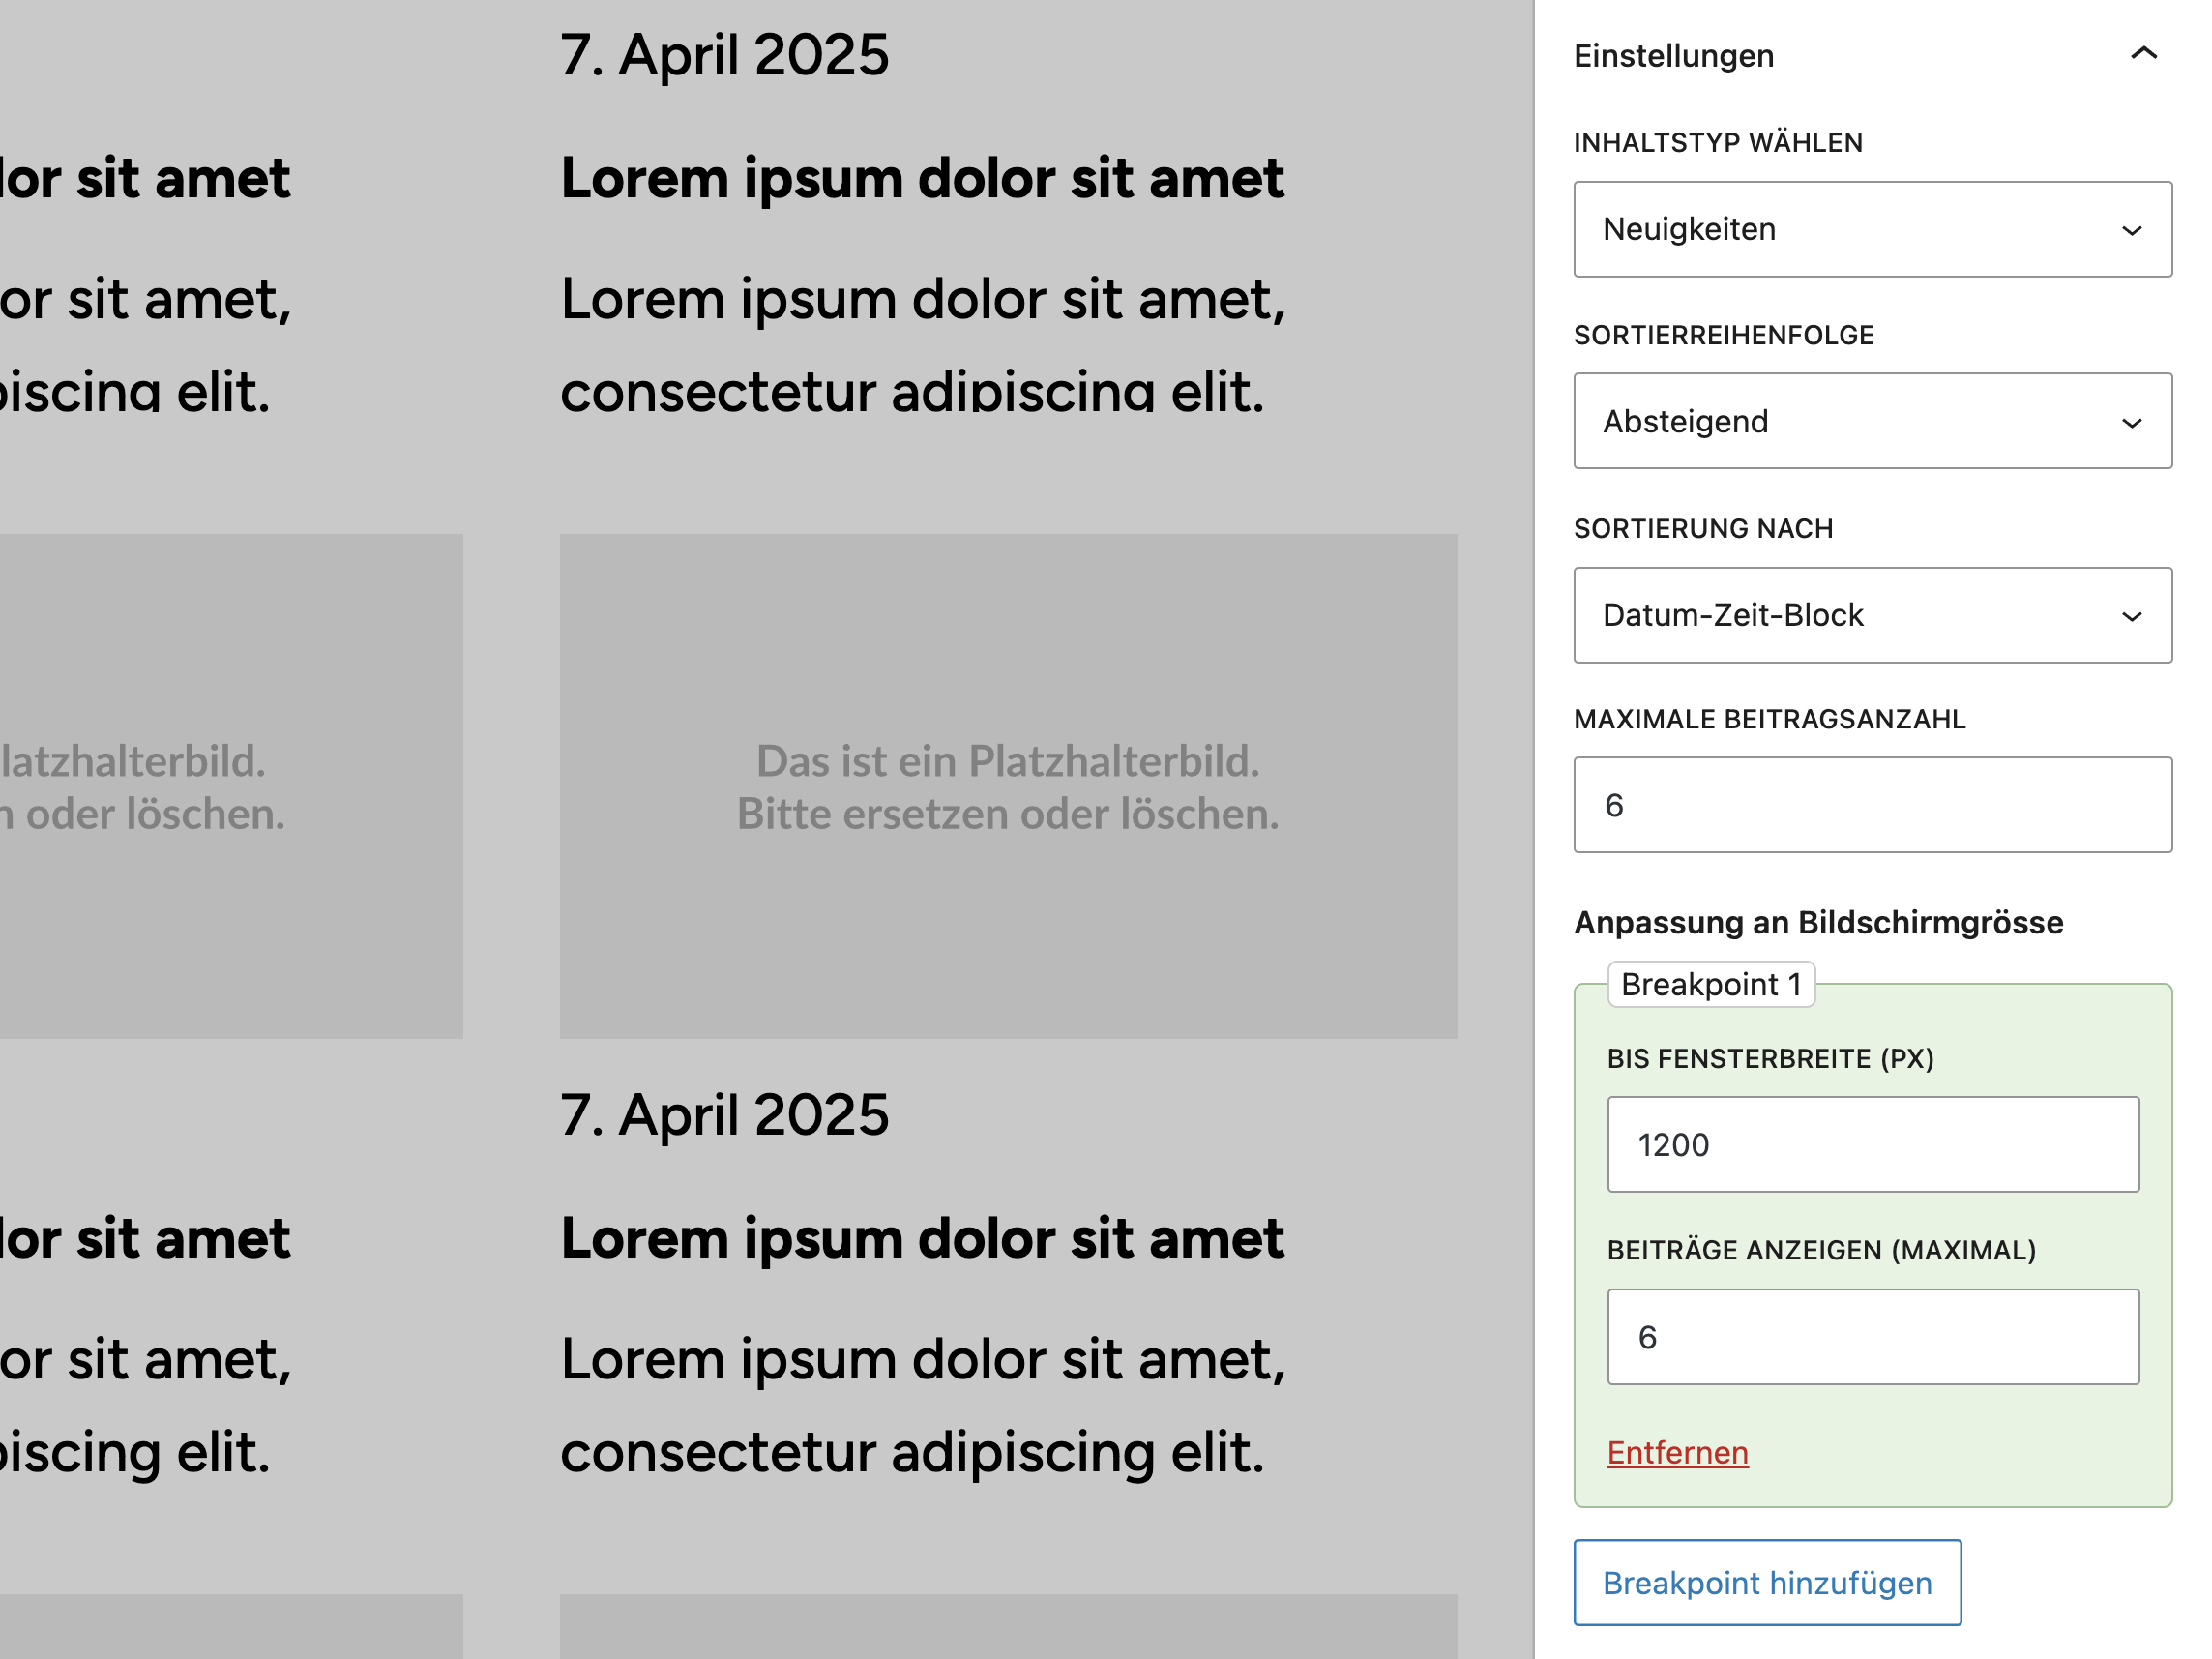 7. April 2025
lor sit amet
Lorem ipsum dolor sit amet
or sit amet,
Lorem ipsum dolor sit amet,
piscing elit.
consectetur adipiscing elit.
latzhalterbild.
n oder löschen.
Das ist ein Platzhalterbild.
Bitte ersetzen oder löschen.
7. April 2025
lor sit amet
Lorem ipsum dolor sit amet
or sit amet,
Lorem ipsum dolor sit amet,
piscing elit.
consectetur adipiscing elit.
Einstellungen
INHALTSTYP WÄHLEN
Neuigkeiten
SORTIERREIHENFOLGE
Absteigend
SORTIERUNG NACH
Datum-Zeit-Block
MAXIMALE BEITRAGSANZAHL
6
Anpassung an Bildschirmgrösse
Breakpoint 1
BIS FENSTERBREITE (PX)
1200
BEITRÄGE ANZEIGEN (MAXIMAL)
6
Entfernen
Breakpoint hinzufügen